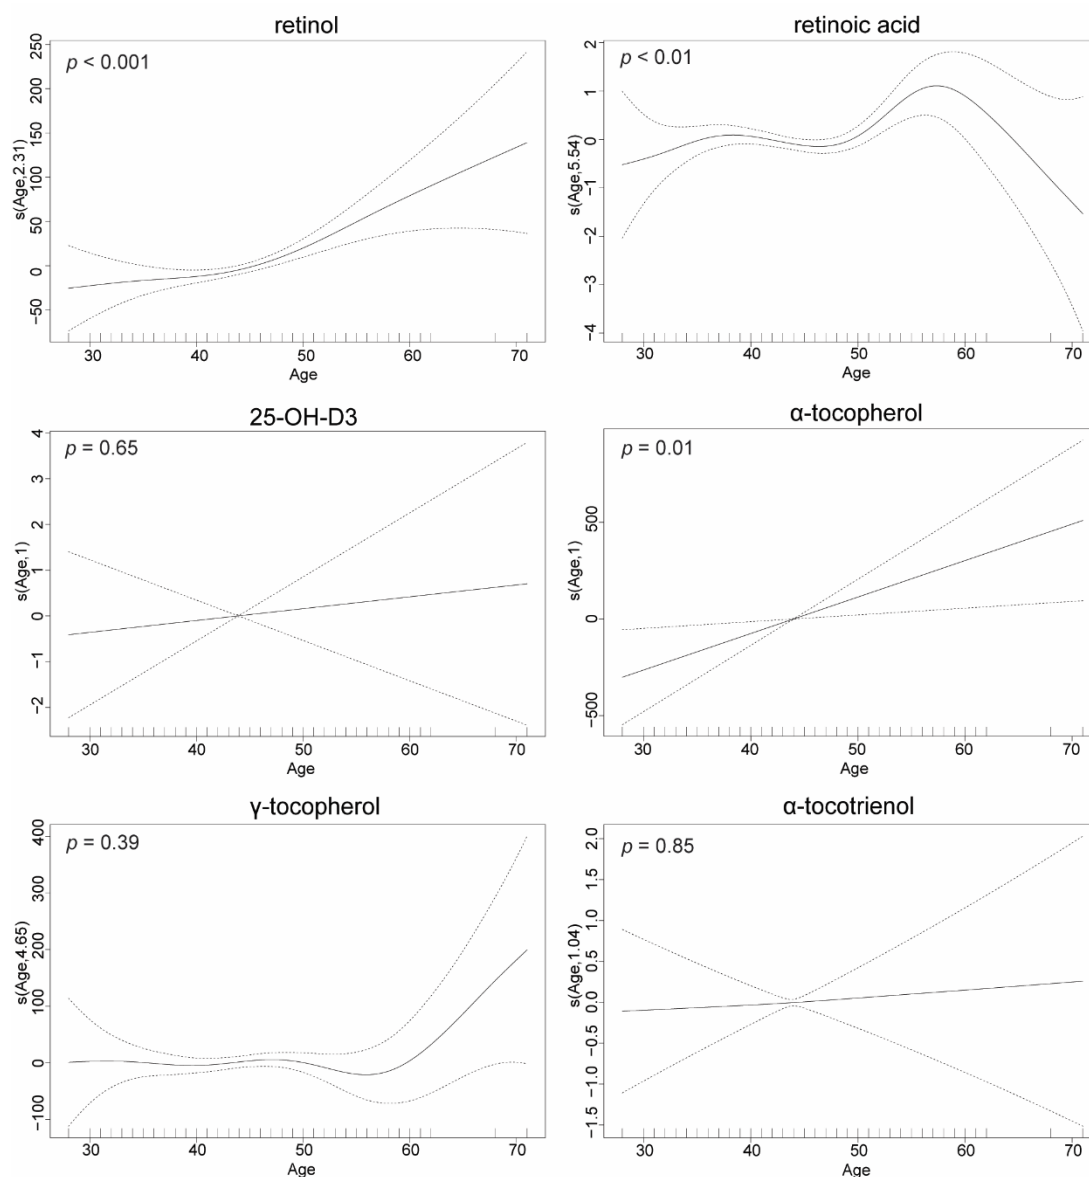 retinol
p < 0.001
250
200
150
100
50
0
−50
s(Age,2.31)
30 40 50 60 70
Age
retinoic acid
p < 0.01
2
1
0
−1
−2
−3
−4
s(Age,5.54)
30 40 50 60 70
Age
25-OH-D3
p = 0.65
4
3
2
1
0
−1
−2
s(Age,1)
30 40 50 60 70
Age
α-tocopherol
p = 0.01
500
0
−500
s(Age,1)
30 40 50 60 70
Age
γ-tocopherol
p = 0.39
400
300
200
100
0
−100
s(Age,4.65)
30 40 50 60 70
Age
α-tocotrienol
p = 0.85
2.0
1.5
1.0
0.5
0.0
−0.5
−1.0
−1.5
s(Age,1.04)
30 40 50 60 70
Age